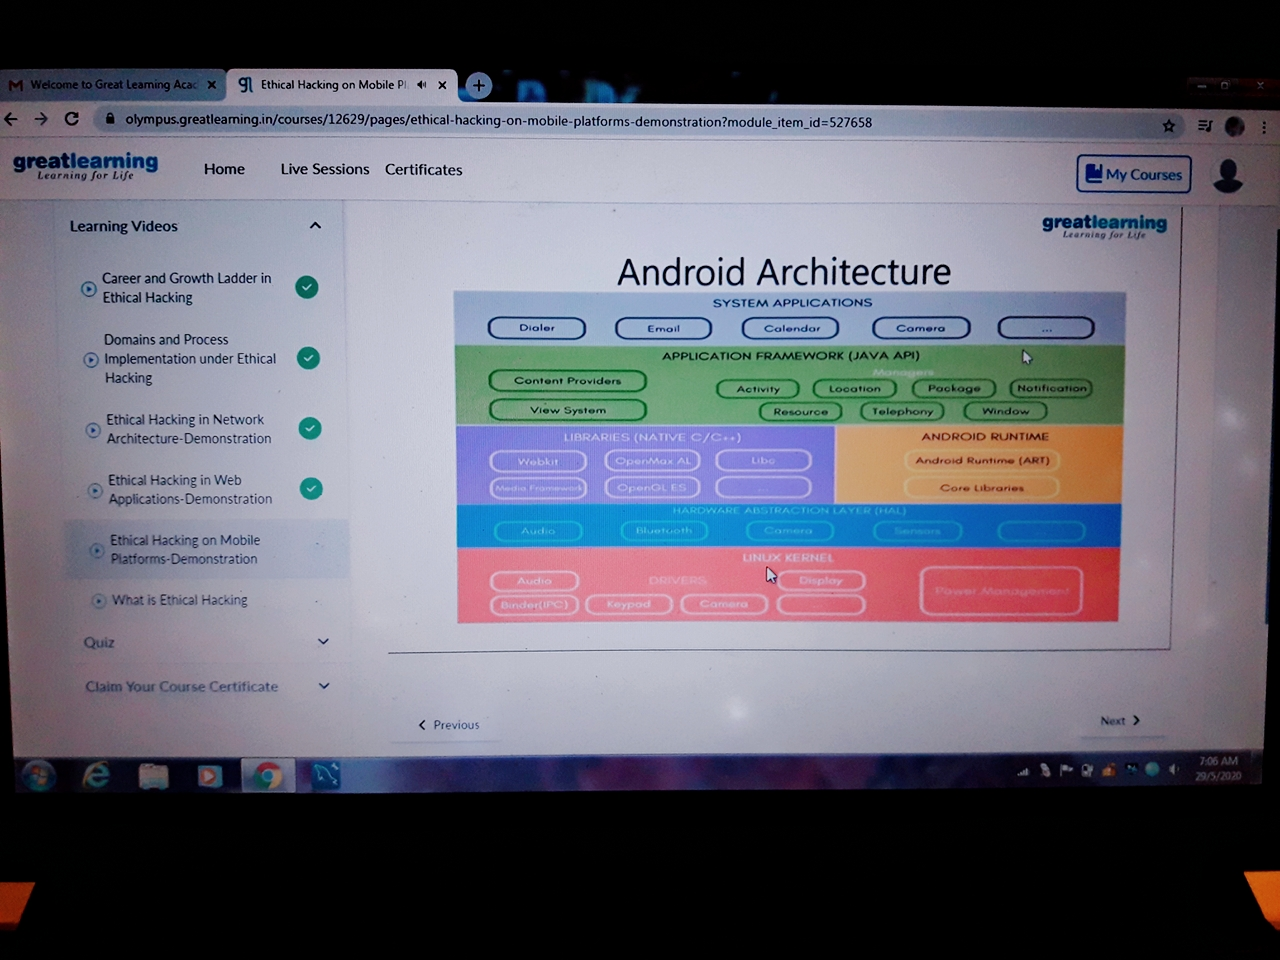 Welcome to Great Learning Acac
Ethical Hacking on Mobile Pl
olympus.greatlearning.in/courses/12629/pages/ethical-hacking-on-mobile-platforms-demonstration?module_item_id=527658
greatlearning
Learning for Life
Home
Live Sessions
Certificates
My Courses
Learning Videos
Career and Growth Ladder in
Ethical Hacking
Domains and Process
Implementation under Ethical
Hacking
Ethical Hacking in Network
Architecture-Demonstration
Ethical Hacking in Web
Applications-Demonstration
Ethical Hacking on Mobile
Platforms-Demonstration
What is Ethical Hacking
Quiz
Claim Your Course Certificate
greatlearning
Learning for Life
Android Architecture
SYSTEM APPLICATIONS
Dialer Email Calendar Camera ...
APPLICATION FRAMEWORK (JAVA API)
Managers
Content Providers
Activity Location Package Notification
View System
Resource Telephony Window
LIBRARIES (NATIVE C/C++)
Webkit OpenMax AL Libc
Media Framework OpenGL ES ...
ANDROID RUNTIME
Android Runtime (ART)
Core Libraries
HARDWARE ABSTRACTION LAYER (HAL)
Audio Bluetooth Camera Sensors
LINUX KERNEL
Audio DRIVERS Display
Binder(IPC) Keypad Camera
Power Management
Previous
Next
7:06 AM
29/5/2020